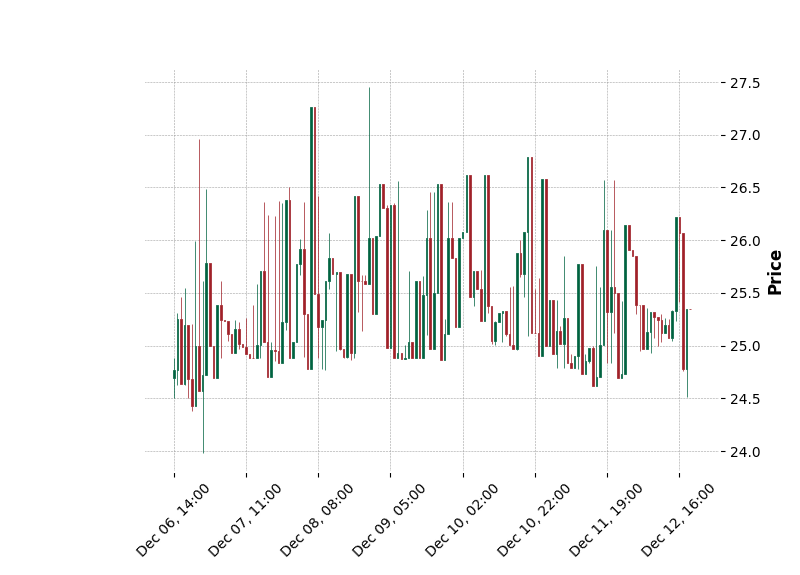 27.5
27.0
26.5
26.0
25.5
25.0
24.5
24.0
Price
Dec 06, 14:00
Dec 07, 11:00
Dec 08, 08:00
Dec 09, 05:00
Dec 10, 02:00
Dec 10, 22:00
Dec 11, 19:00
Dec 12, 16:00